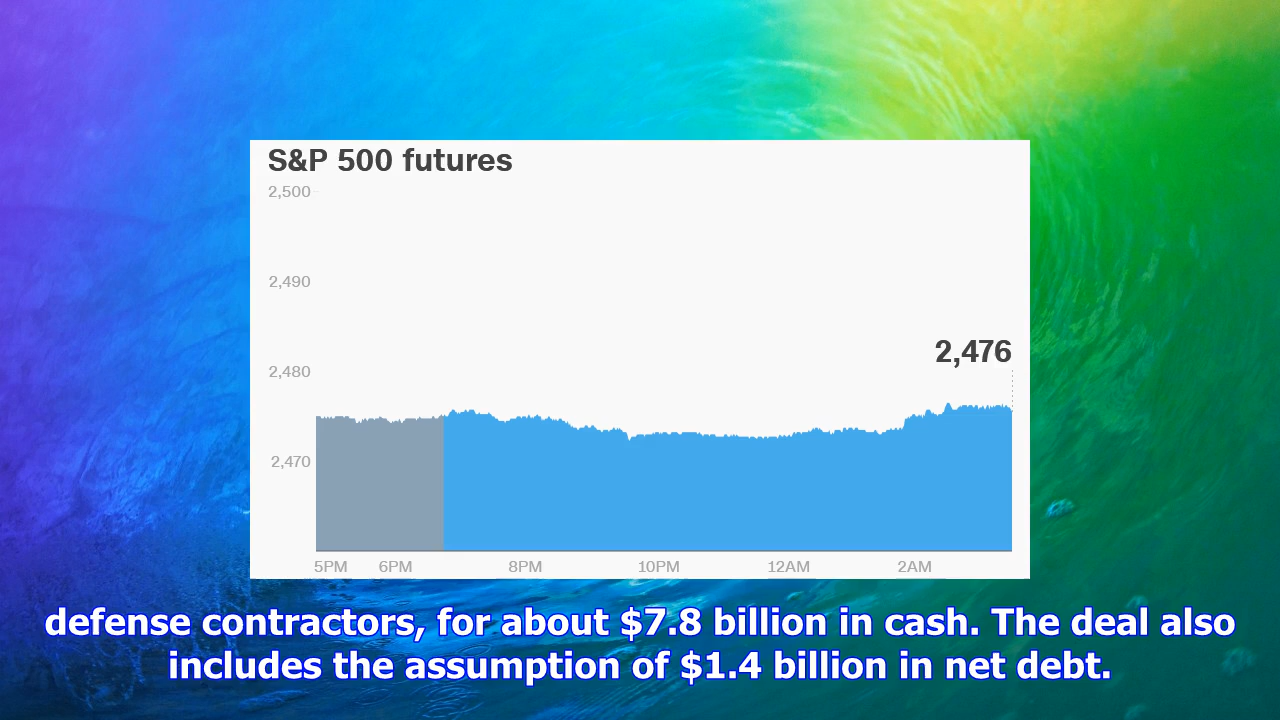 S&P 500 futures
2,500
2,490
2,476
2,480
2,470
5PM 6PM 8PM 10PM 12AM 2AM
defense contractors, for about $7.8 billion in cash. The deal also
includes the assumption of $1.4 billion in net debt.